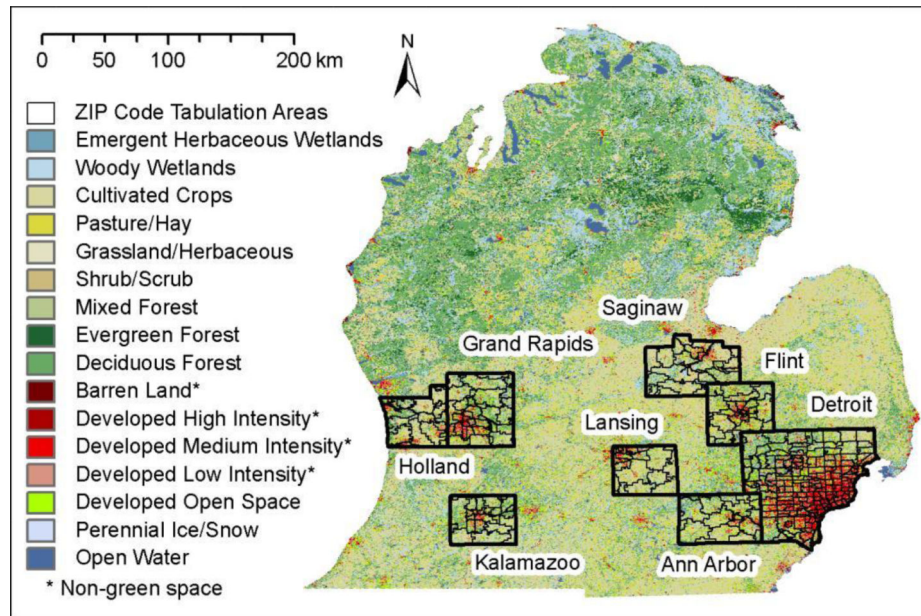 0 50 100 200 km
N
ZIP Code Tabulation Areas
Emergent Herbaceous Wetlands
Woody Wetlands
Cultivated Crops
Pasture/Hay
Grassland/Herbaceous
Shrub/Scrub
Mixed Forest
Evergreen Forest
Deciduous Forest
Barren Land*
Developed High Intensity*
Developed Medium Intensity*
Developed Low Intensity*
Developed Open Space
Perennial Ice/Snow
Open Water
* Non-green space
Saginaw
Grand Rapids
Flint
Lansing
Detroit
Holland
Kalamazoo
Ann Arbor